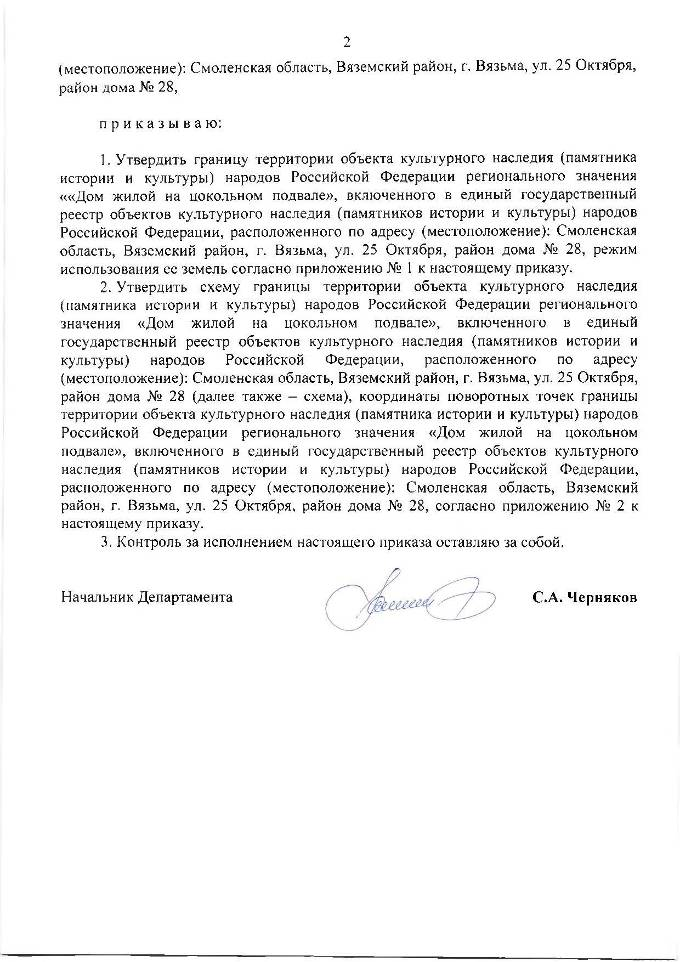 2
(местоположение): Смоленская область, Вяземский район, г. Вязьма, ул. 25 Октября,
район дома № 28,
п р и к а з ы в а ю:
1. Утвердить границу территории объекта культурного наследия (памятника
истории и культуры) народов Российской Федерации регионального значения
««Дом жилой на цокольном подвале», включенного в единый государственный
реестр объектов культурного наследия (памятников истории и культуры) народов
Российской Федерации, расположенного по адресу (местоположение): Смоленская
область, Вяземский район, г. Вязьма, ул. 25 Октября, район дома № 28, режим
использования ее земель согласно приложению № 1 к настоящему приказу.
2. Утвердить схему границы территории объекта культурного наследия
(памятника истории и культуры) народов Российской Федерации регионального
значения «Дом жилой на цокольном подвале», включенного в единый
государственный реестр объектов культурного наследия (памятников истории и
культуры) народов Российской Федерации, расположенного по адресу
(местоположение): Смоленская область, Вяземский район, г. Вязьма, ул. 25 Октября,
район дома № 28 (далее также – схема), координаты поворотных точек границы
территории объекта культурного наследия (памятника истории и культуры) народов
Российской Федерации регионального значения «Дом жилой на цокольном
подвале», включенного в единый государственный реестр объектов культурного
наследия (памятников истории и культуры) народов Российской Федерации,
расположенного по адресу (местоположение): Смоленская область, Вяземский
район, г. Вязьма, ул. 25 Октября, район дома № 28, согласно приложению № 2 к
настоящему приказу.
3. Контроль за исполнением настоящего приказа оставляю за собой.
Начальник Департамента С.А. Черняков